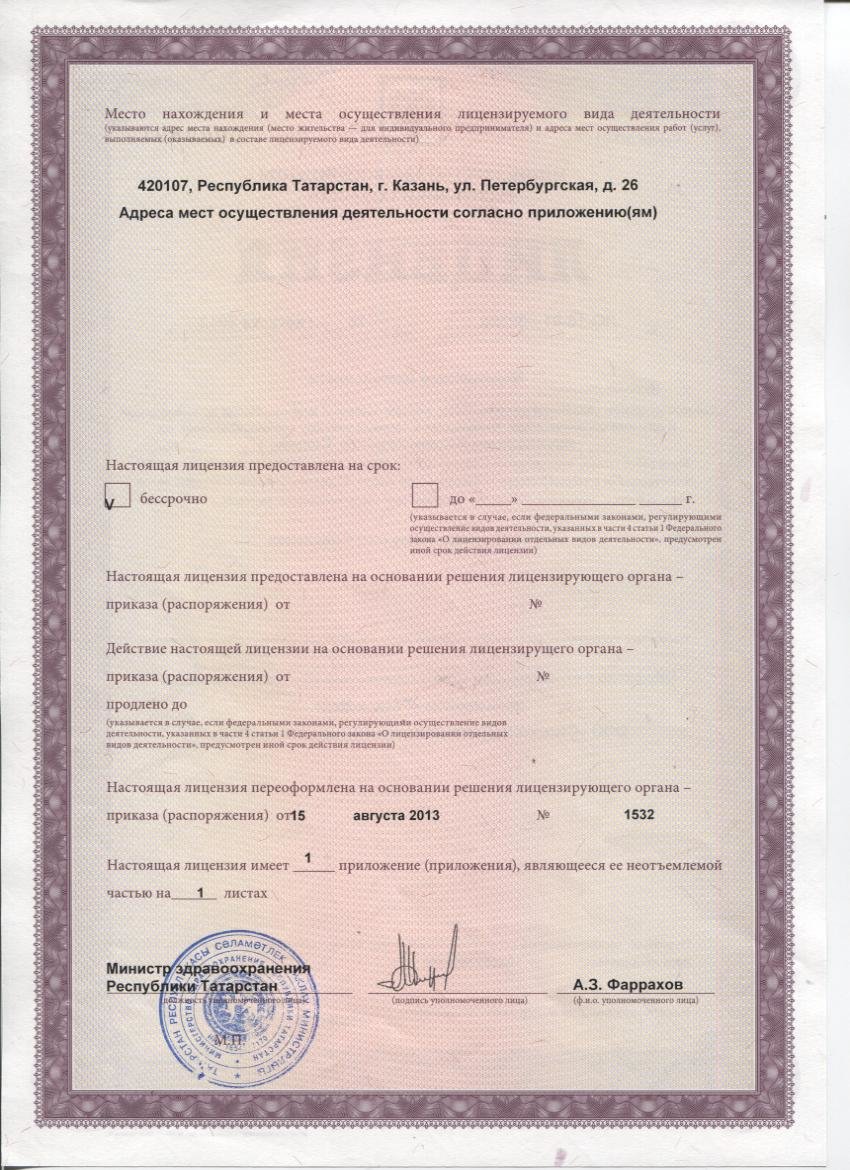 Место нахождения и места осуществления лицензируемого вида деятельности
(указываются адрес места нахождения (место жительства — для индивидуального предпринимателя) и адреса мест осуществления работ (услуг),
выполняемых (оказываемых) в составе лицензируемого вида деятельности)
420107, Республика Татарстан, г. Казань, ул. Петербургская, д. 26
Адреса мест осуществления деятельности согласно приложению(ям)
Настоящая лицензия предоставлена на срок:
V бессрочно
до «_____» ________________ ______ г.
(указывается в случае, если федеральными законами, регулирующими
осуществление видов деятельности, указанных в части 4 статьи 1 Федерального
закона «О лицензировании отдельных видов деятельности», предусмотрен
иной срок действия лицензии)
Настоящая лицензия предоставлена на основании решения лицензирующего органа –
приказа (распоряжения) от №
Действие настоящей лицензии на основании решения лицензирущего органа –
приказа (распоряжения) от №
продлено до
(указывается в случае, если федеральными законами, регулирующийи осуществление видов
деятельности, указанных в части 4 статьи 1 Федерального закона «О лицензировании отдельных
видов деятельности», предусмотрен иной срок действия лицензии)
Настоящая лицензия переоформлена на основании решения лицензирующего органа –
приказа (распоряжения) от 15 августа 2013 № 1532
Настоящая лицензия имеет 1 приложение (приложения), являющееся ее неотъемлемой
частью на 1 листах
Министр здравоохранения
Республики Татарстан
А.З. Фаррахов
(должность уполномоченного лица)
(подпись уполномоченного лица)
(ф.и.о. уполномоченного лица)
М.П.
ТАТАРСТАН РЕСПУБЛИКАСЫ СӘЛАМӘТЛЕК САКЛАУ МИНИСТРЛЫГЫ
МИНИСТЕРСТВО ЗДРАВООХРАНЕНИЯ РЕСПУБЛИКИ ТАТАРСТАН